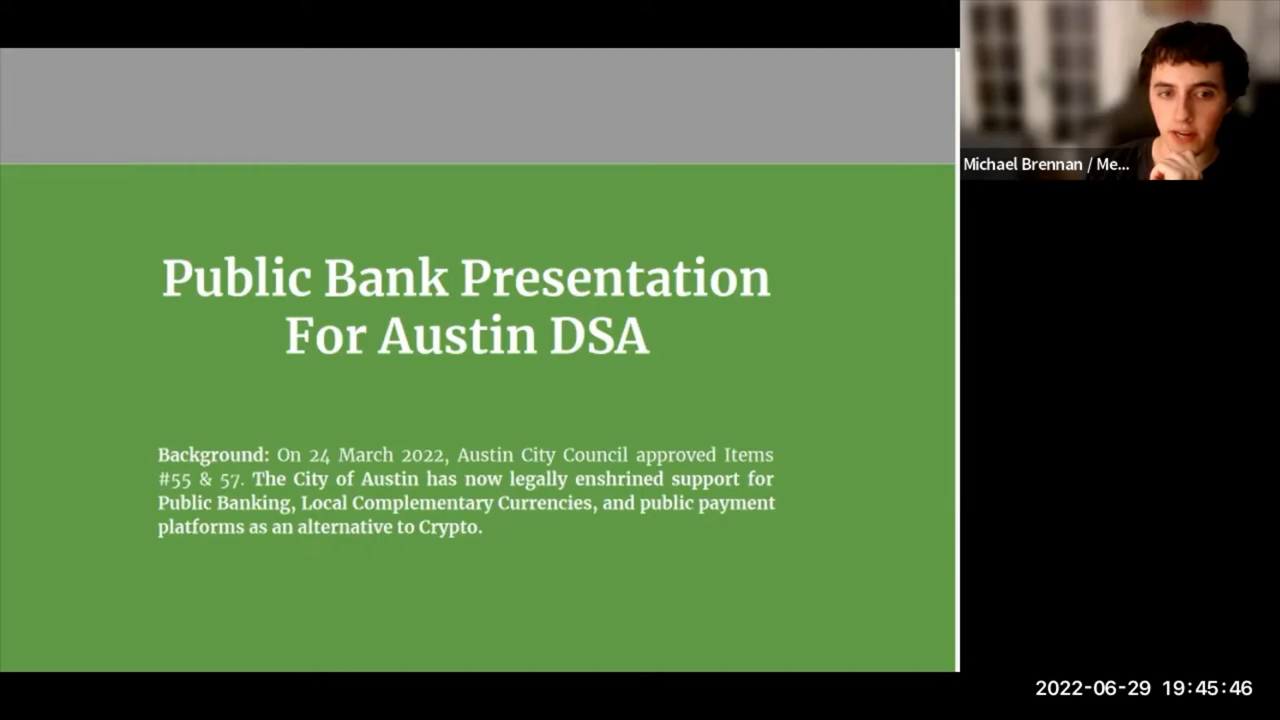 Public Bank Presentation
For Austin DSA
Background: On 24 March 2022, Austin City Council approved Items
#55 & 57. The City of Austin has now legally enshrined support for
Public Banking, Local Complementary Currencies, and public payment
platforms as an alternative to Crypto.
Michael Brennan / Me...
2022-06-29 19:45:46